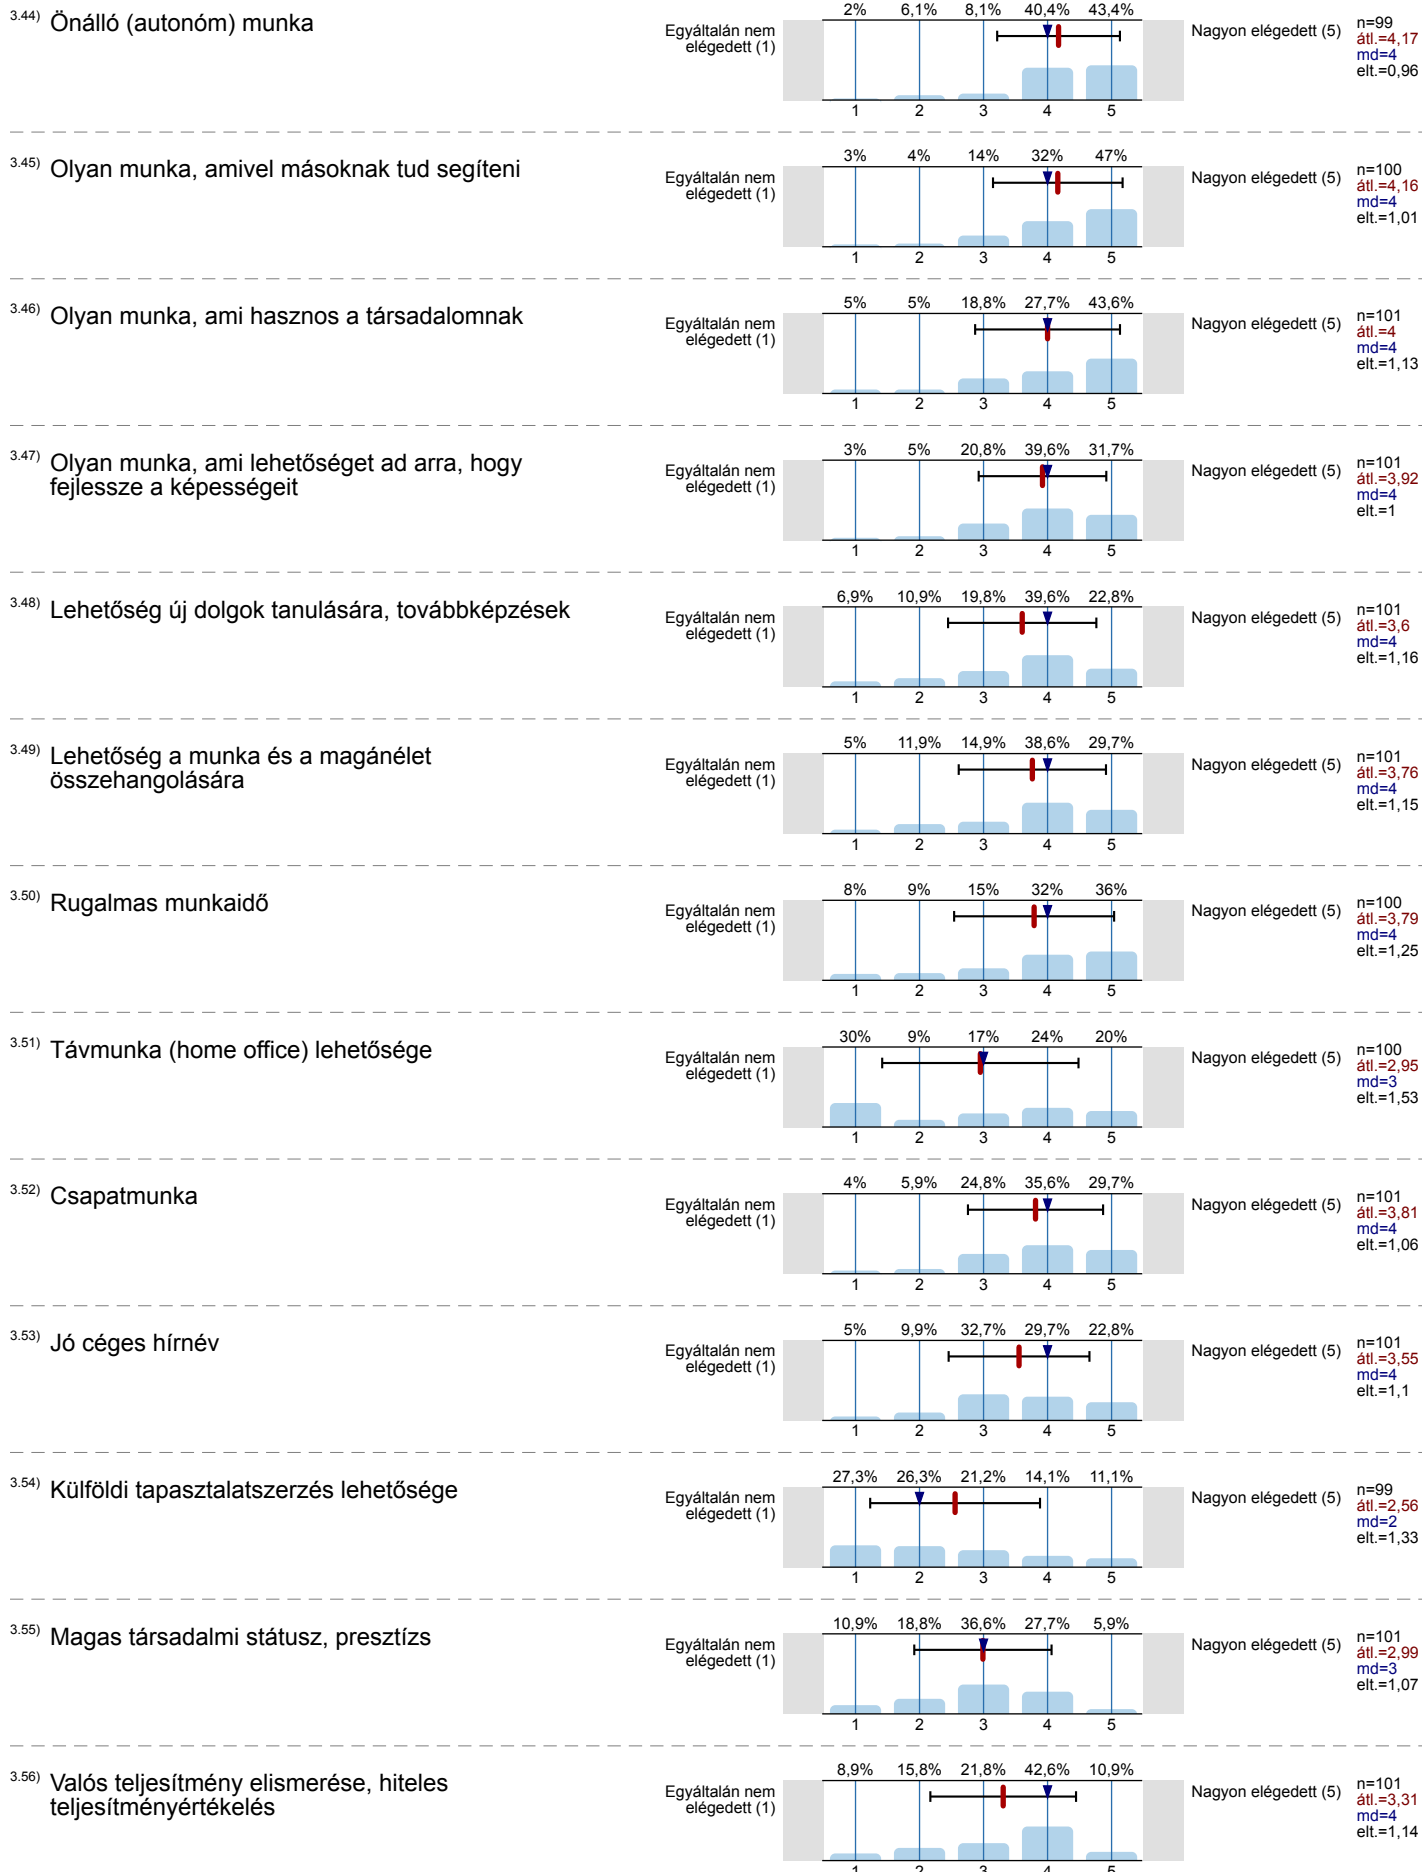 3.44) Önálló (autonóm) munka
Egyáltalán nem
elégedett (1)
2% 6,1% 8,1% 40,4% 43,4%
1 2 3 4 5
Nagyon elégedett (5)
n=99
átl.=4,17
md=4
elt.=0,96
3.45) Olyan munka, amivel másoknak tud segíteni
Egyáltalán nem
elégedett (1)
3% 4% 14% 32% 47%
1 2 3 4 5
Nagyon elégedett (5)
n=100
átl.=4,16
md=4
elt.=1,01
3.46) Olyan munka, ami hasznos a társadalomnak
Egyáltalán nem
elégedett (1)
5% 5% 18,8% 27,7% 43,6%
1 2 3 4 5
Nagyon elégedett (5)
n=101
átl.=4
md=4
elt.=1,13
3.47) Olyan munka, ami lehetőséget ad arra, hogy
fejlessze a képességeit
Egyáltalán nem
elégedett (1)
3% 5% 20,8% 39,6% 31,7%
1 2 3 4 5
Nagyon elégedett (5)
n=101
átl.=3,92
md=4
elt.=1
3.48) Lehetőség új dolgok tanulására, továbbképzések
Egyáltalán nem
elégedett (1)
6,9% 10,9% 19,8% 39,6% 22,8%
1 2 3 4 5
Nagyon elégedett (5)
n=101
átl.=3,6
md=4
elt.=1,16
3.49) Lehetőség a munka és a magánélet
összehangolására
Egyáltalán nem
elégedett (1)
5% 11,9% 14,9% 38,6% 29,7%
1 2 3 4 5
Nagyon elégedett (5)
n=101
átl.=3,76
md=4
elt.=1,15
3.50) Rugalmas munkaidő
Egyáltalán nem
elégedett (1)
8% 9% 15% 32% 36%
1 2 3 4 5
Nagyon elégedett (5)
n=100
átl.=3,79
md=4
elt.=1,25
3.51) Távmunka (home office) lehetősége
Egyáltalán nem
elégedett (1)
30% 9% 17% 24% 20%
1 2 3 4 5
Nagyon elégedett (5)
n=100
átl.=2,95
md=3
elt.=1,53
3.52) Csapatmunka
Egyáltalán nem
elégedett (1)
4% 5,9% 24,8% 35,6% 29,7%
1 2 3 4 5
Nagyon elégedett (5)
n=101
átl.=3,81
md=4
elt.=1,06
3.53) Jó céges hírnév
Egyáltalán nem
elégedett (1)
5% 9,9% 32,7% 29,7% 22,8%
1 2 3 4 5
Nagyon elégedett (5)
n=101
átl.=3,55
md=4
elt.=1,1
3.54) Külföldi tapasztalatszerzés lehetősége
Egyáltalán nem
elégedett (1)
27,3% 26,3% 21,2% 14,1% 11,1%
1 2 3 4 5
Nagyon elégedett (5)
n=99
átl.=2,56
md=2
elt.=1,33
3.55) Magas társadalmi státusz, presztízs
Egyáltalán nem
elégedett (1)
10,9% 18,8% 36,6% 27,7% 5,9%
1 2 3 4 5
Nagyon elégedett (5)
n=101
átl.=2,99
md=3
elt.=1,07
3.56) Valós teljesítmény elismerése, hiteles
teljesítményértékelés
Egyáltalán nem
elégedett (1)
8,9% 15,8% 21,8% 42,6% 10,9%
1 2 3 4 5
Nagyon elégedett (5)
n=101
átl.=3,31
md=4
elt.=1,14